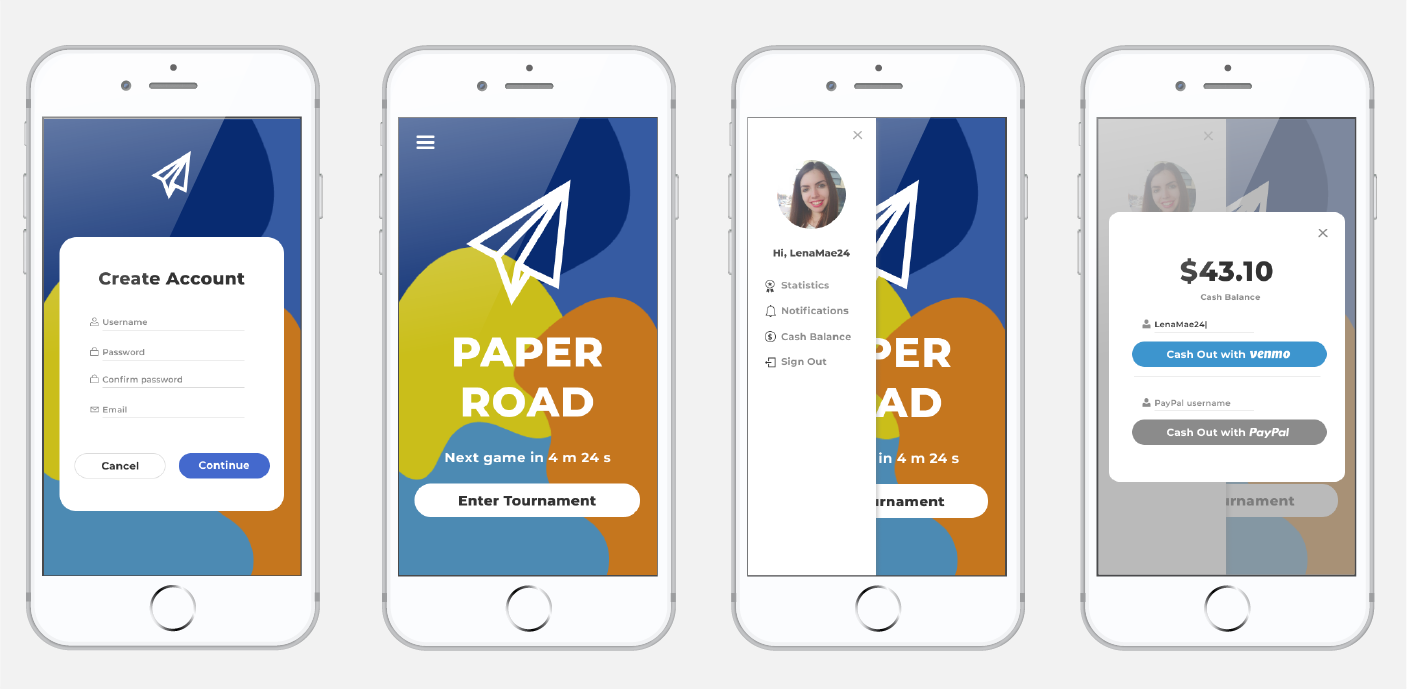 Create Account
Username
Password
Confirm password
Email
Cancel
Continue
PAPER
ROAD
Next game in 4 m 24 s
Enter Tournament
Hi, LenaMae24
Statistics
Notifications
Cash Balance
Sign Out
PER
AD
in 4 m 24 s
urnament
$43.10
Cash Balance
LenaMae24
Cash Out with venmo
PayPal username
Cash Out with PayPal
urnament